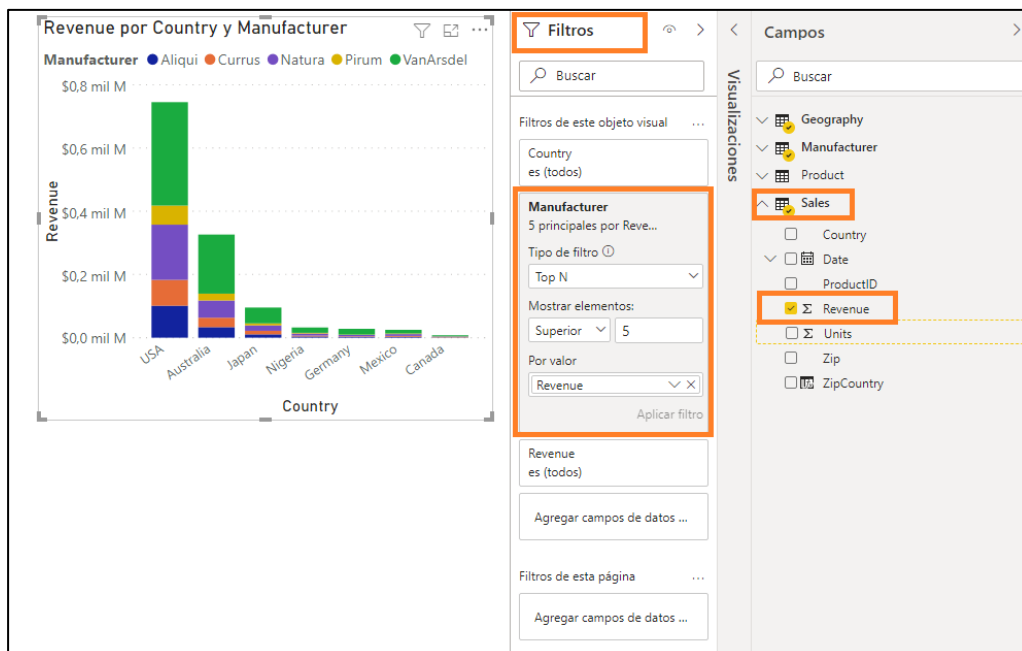 Revenue por Country y Manufacturer
Manufacturer Aliqui Currus Natura Pirum VanArsdel
$0,8 mil M
$0,6 mil M
$0,4 mil M
$0,2 mil M
$0,0 mil M
Revenue
USA
Australia
Japan
Nigeria
Germany
Mexico
Canada
Country
Filtros
Buscar
Filtros de este objeto visual ...
Country
es (todos)
Manufacturer
5 principales por Reve...
Tipo de filtro
Top N
Mostrar elementos:
Superior 5
Por valor
Revenue
Aplicar filtro
Revenue
es (todos)
Agregar campos de datos ...
Filtros de esta página ...
Agregar campos de datos ...
Visualizaciones
Campos
Buscar
Geography
Manufacturer
Product
Sales
Country
Date
ProductID
Σ Revenue
Σ Units
Zip
ZipCountry